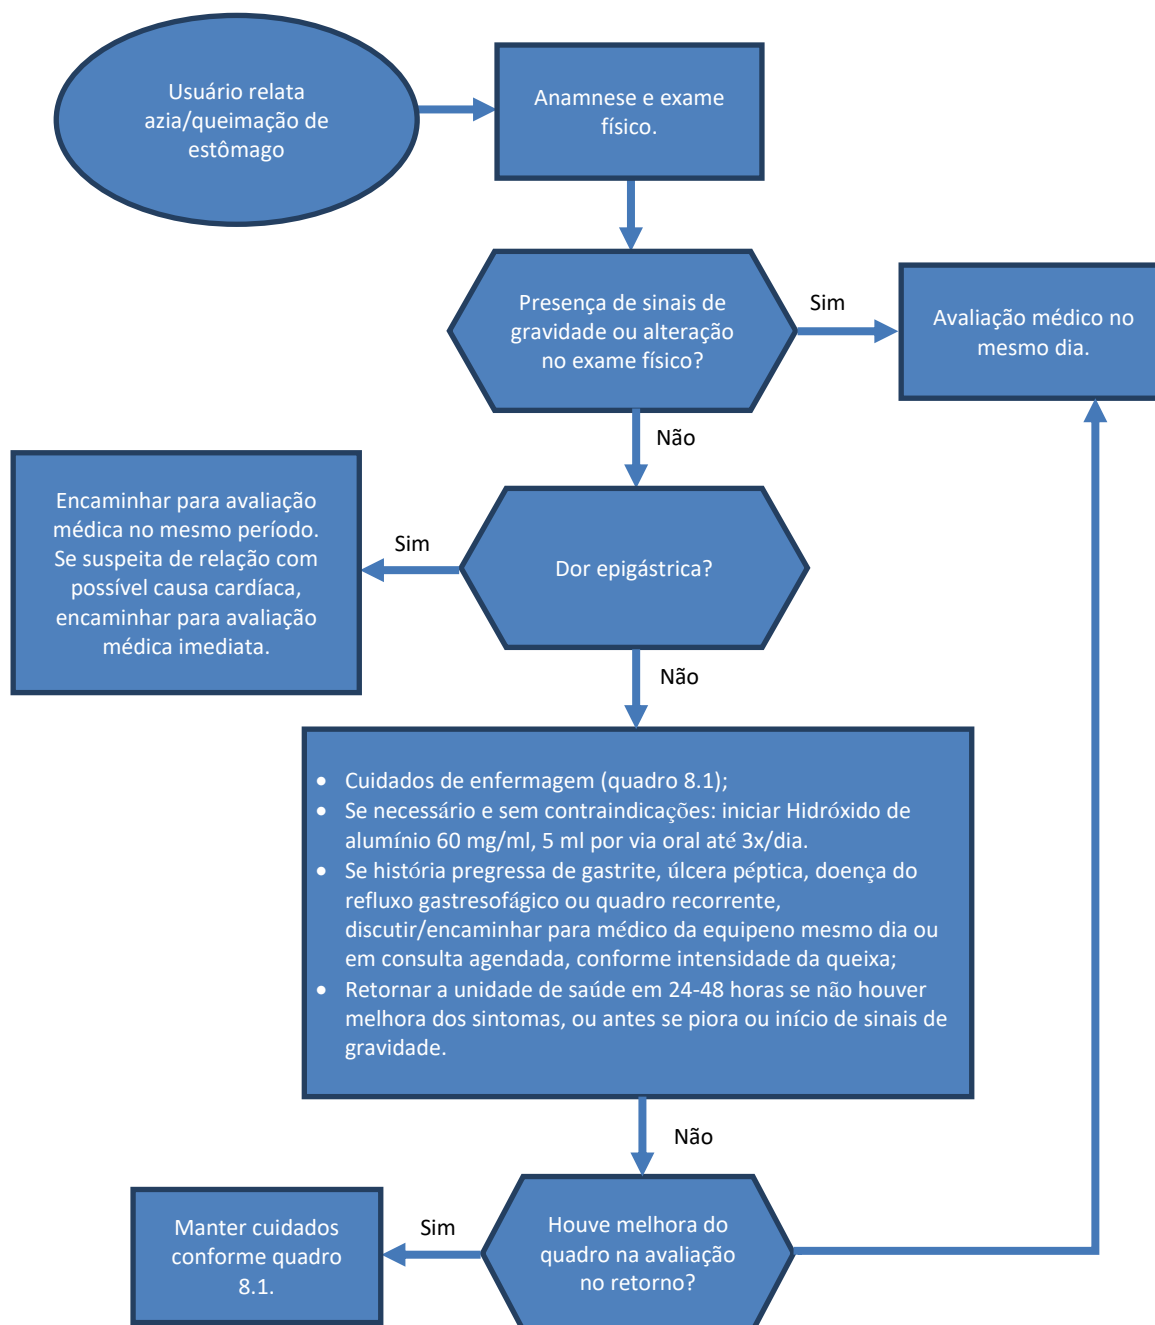 Usuário relata
azia/queimação de
estômago
Anamnese e exame
físico.
Presença de sinais de
gravidade ou alteração
no exame físico?
Sim
Avaliação médico no
mesmo dia.
Não
Encaminhar para avaliação
médica no mesmo período.
Se suspeita de relação com
possível causa cardíaca,
encaminhar para avaliação
médica imediata.
Sim
Dor epigástrica?
Não
• Cuidados de enfermagem (quadro 8.1);
• Se necessário e sem contraindicações: iniciar Hidróxido de
alumínio 60 mg/ml, 5 ml por via oral até 3x/dia.
• Se história pregressa de gastrite, úlcera péptica, doença do
refluxo gastresofágico ou quadro recorrente,
discutir/encaminhar para médico da equipeno mesmo dia ou
em consulta agendada, conforme intensidade da queixa;
• Retornar a unidade de saúde em 24-48 horas se não houver
melhora dos sintomas, ou antes se piora ou início de sinais de
gravidade.
Não
Manter cuidados
conforme quadro
8.1.
Sim
Houve melhora do
quadro na avaliação
no retorno?